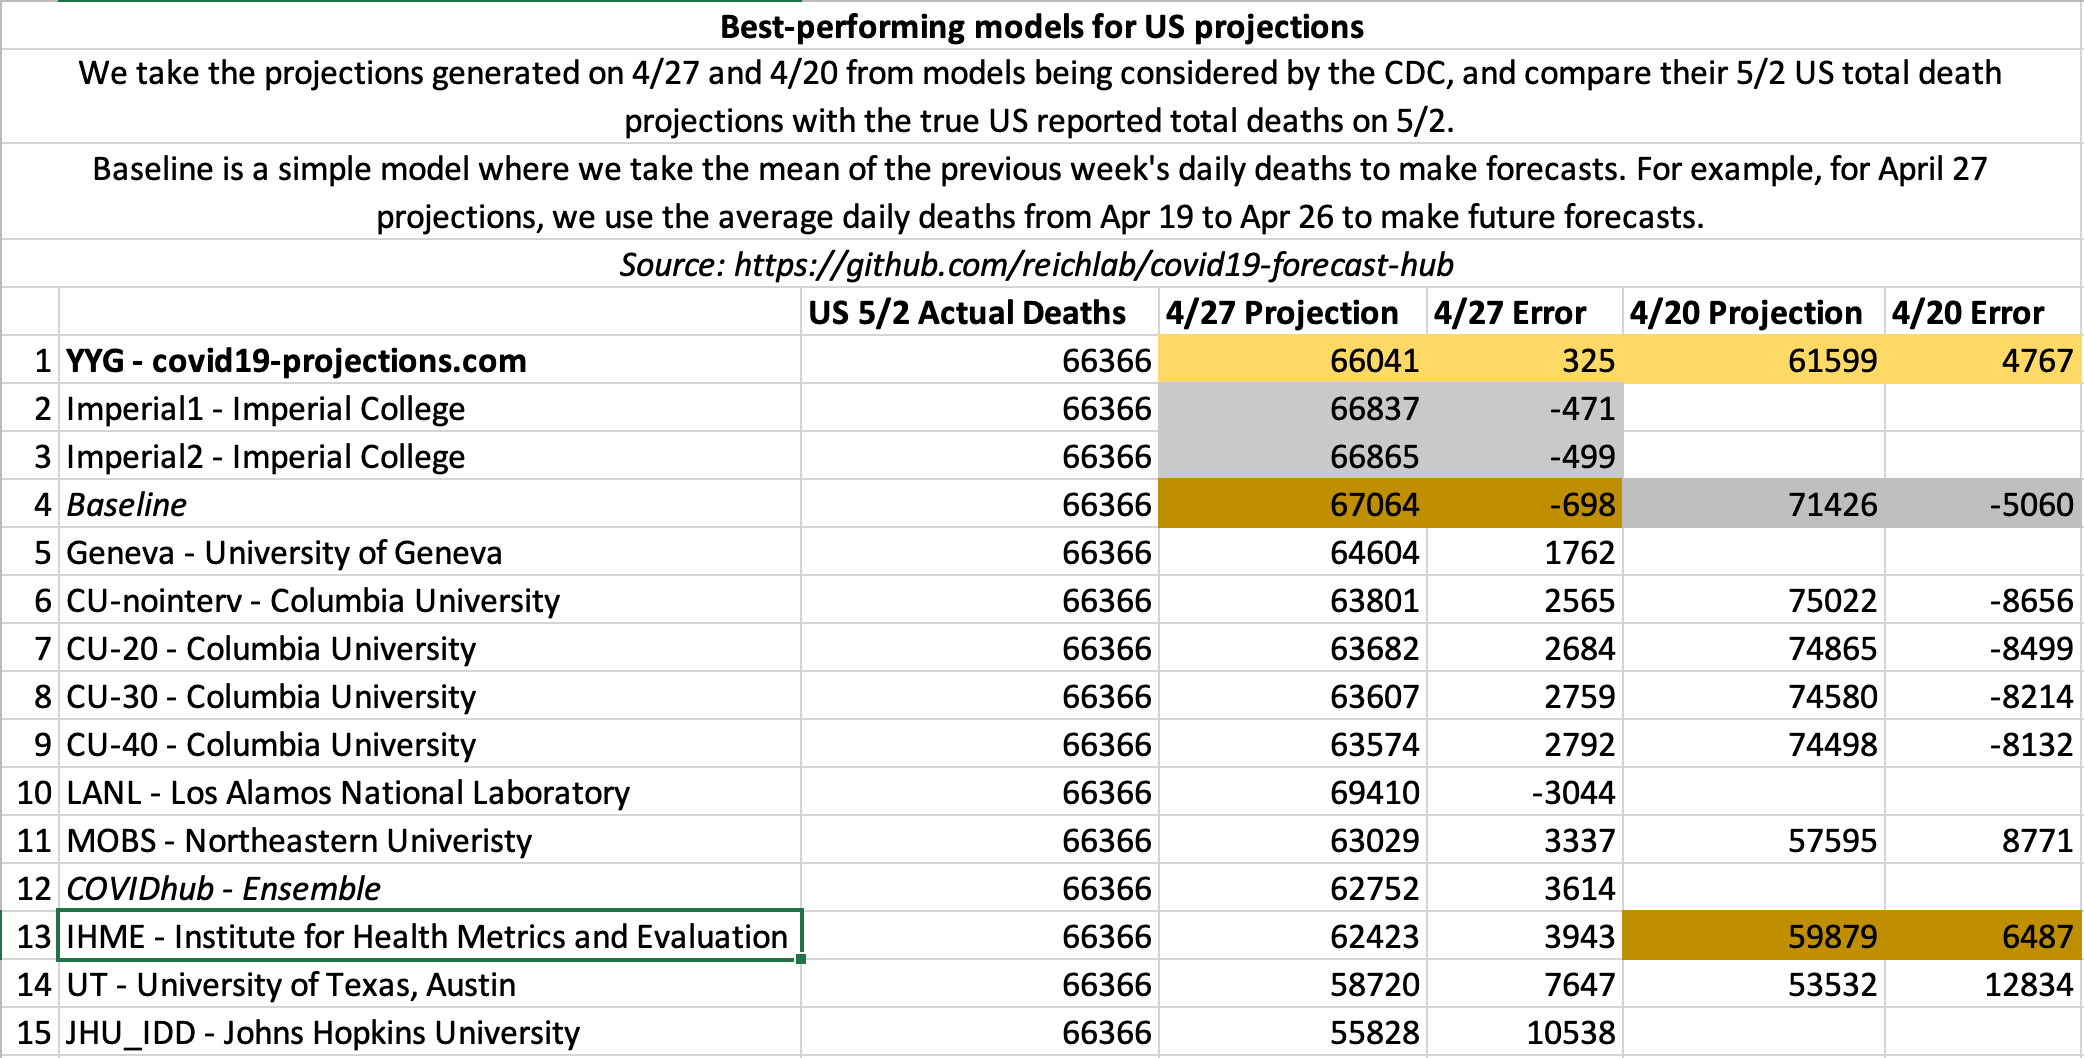 Best-performing models for US projections
We take the projections generated on 4/27 and 4/20 from models being considered by the CDC, and compare their 5/2 US total death
projections with the true US reported total deaths on 5/2.
Baseline is a simple model where we take the mean of the previous week's daily deaths to make forecasts. For example, for April 27
projections, we use the average daily deaths from Apr 19 to Apr 26 to make future forecasts.
Source: https://github.com/reichlab/covid19-forecast-hub
US 5/2 Actual Deaths 4/27 Projection 4/27 Error 4/20 Projection 4/20 Error
1 YYG - covid19-projections.com 66366 66041 325 61599 4767
2 Imperial1 - Imperial College 66366 66837 -471
3 Imperial2 - Imperial College 66366 66865 -499
4 Baseline 66366 67064 -698 71426 -5060
5 Geneva - University of Geneva 66366 64604 1762
6 CU-nointerv - Columbia University 66366 63801 2565 75022 -8656
7 CU-20 - Columbia University 66366 63682 2684 74865 -8499
8 CU-30 - Columbia University 66366 63607 2759 74580 -8214
9 CU-40 - Columbia University 66366 63574 2792 74498 -8132
10 LANL - Los Alamos National Laboratory 66366 69410 -3044
11 MOBS - Northeastern Univeristy 66366 63029 3337 57595 8771
12 COVIDhub - Ensemble 66366 62752 3614
13 IHME - Institute for Health Metrics and Evaluation 66366 62423 3943 59879 6487
14 UT - University of Texas, Austin 66366 58720 7647 53532 12834
15 JHU_IDD - Johns Hopkins University 66366 55828 10538